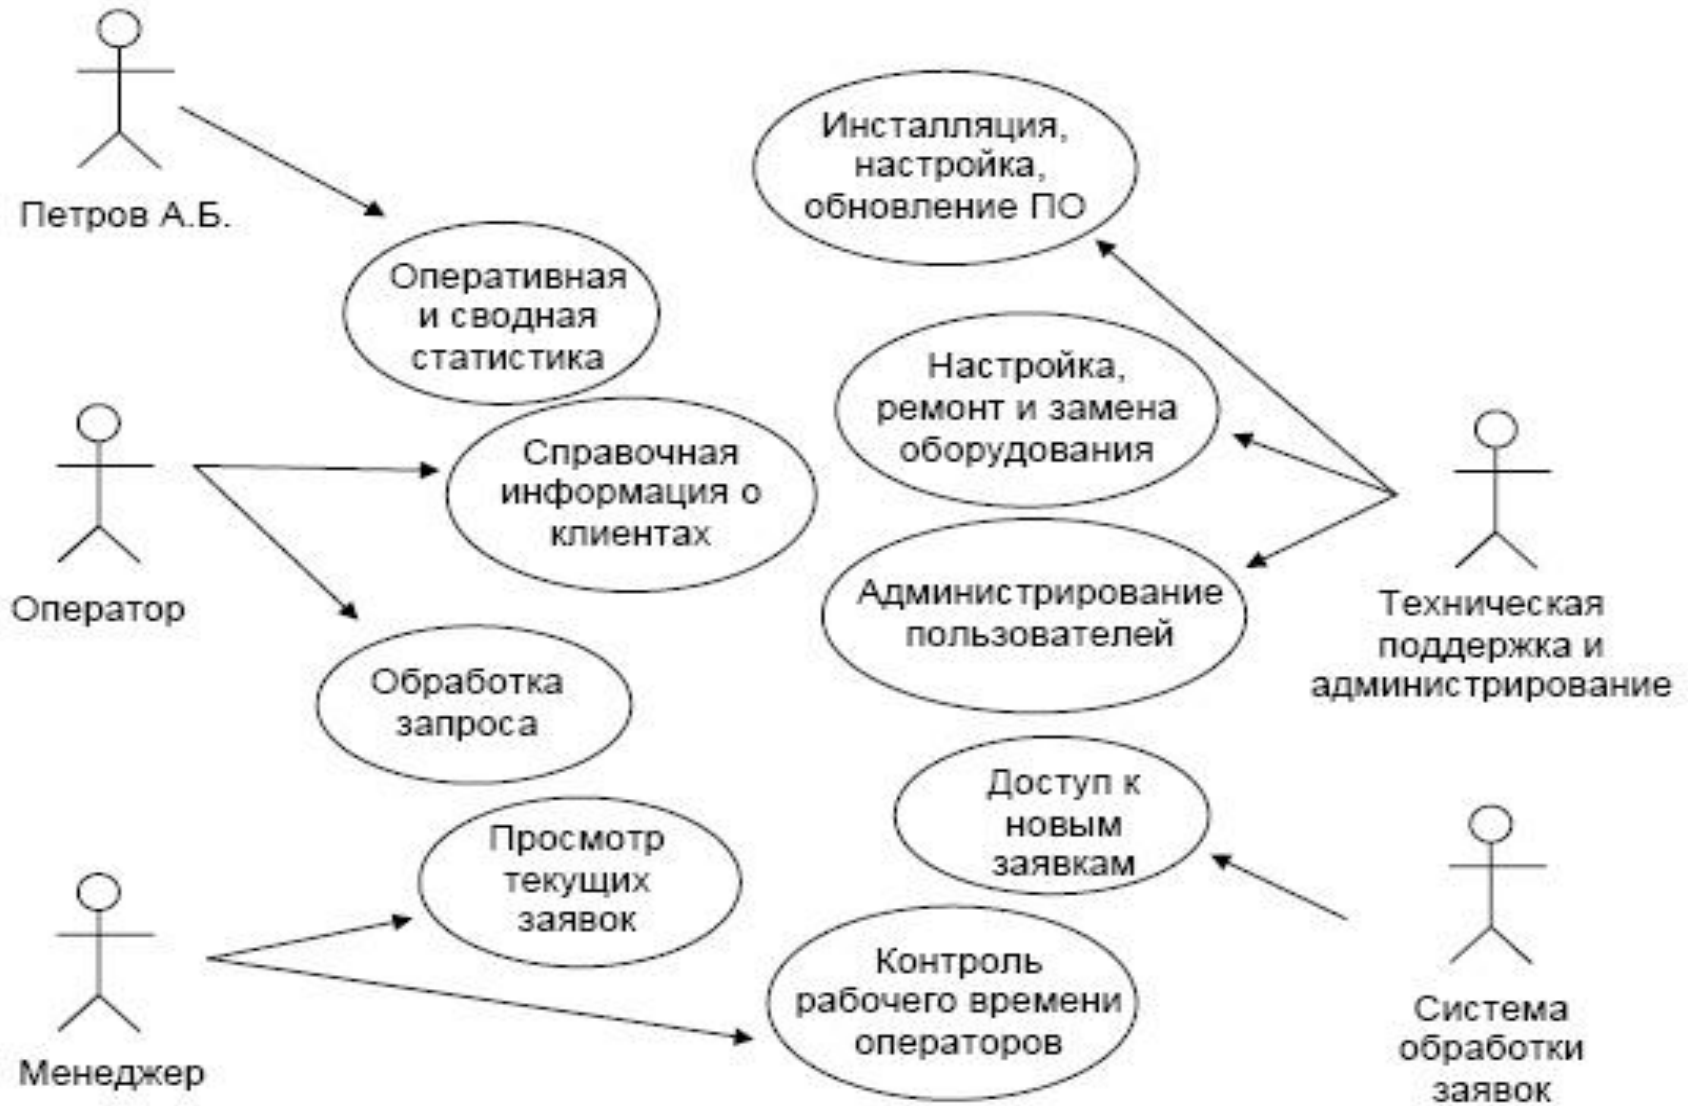 Петров А.Б.
Инсталляция,
настройка,
обновление ПО
Оперативная
и сводная
статистика
Настройка,
ремонт и замена
оборудования
Справочная
информация о
клиентах
Оператор
Администрирование
пользователей
Техническая
поддержка и
администрирование
Обработка
запроса
Доступ к
новым
заявкам
Просмотр
текущих
заявок
Контроль
рабочего времени
операторов
Менеджер
Система
обработки
заявок